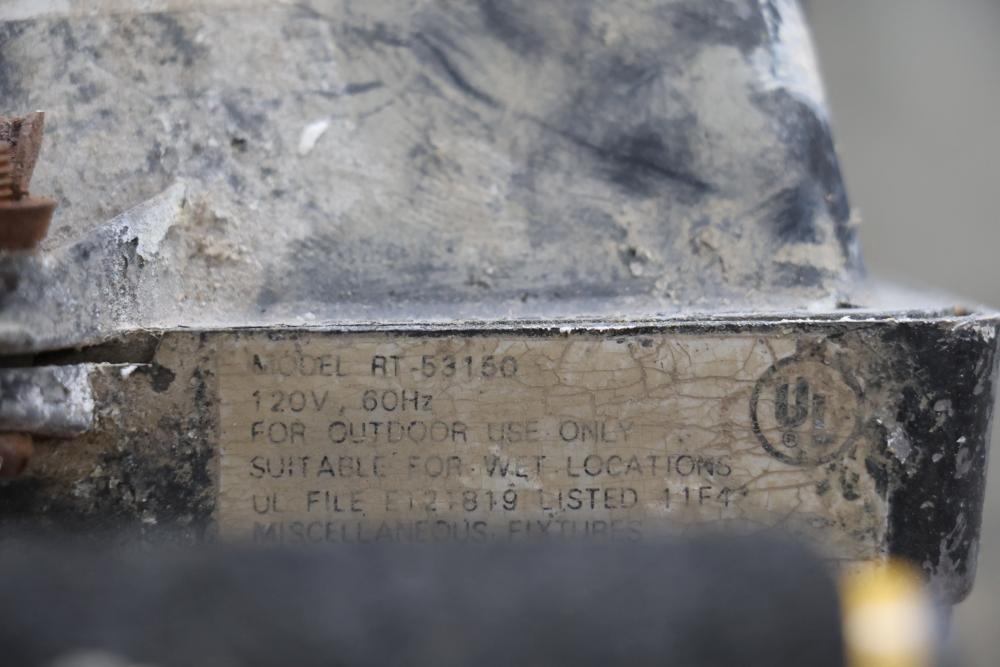 MODEL RT-53150
120V, 60Hz
FOR OUTDOOR USE ONLY
SUITABLE FOR WET LOCATIONS
UL FILE E121819 LISTED 11F4
MISCELLANEOUS FIXTURES
UL
®